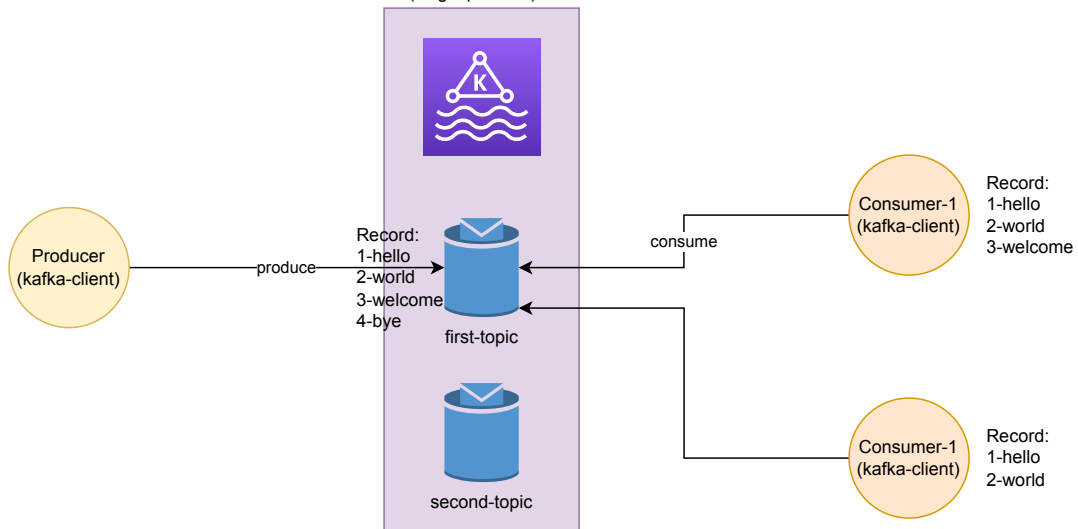 K
Producer
(kafka-client)
produce
Record:
1-hello
2-world
3-welcome
4-bye
first-topic
second-topic
consume
Consumer-1
(kafka-client)
Record:
1-hello
2-world
3-welcome
Consumer-1
(kafka-client)
Record:
1-hello
2-world